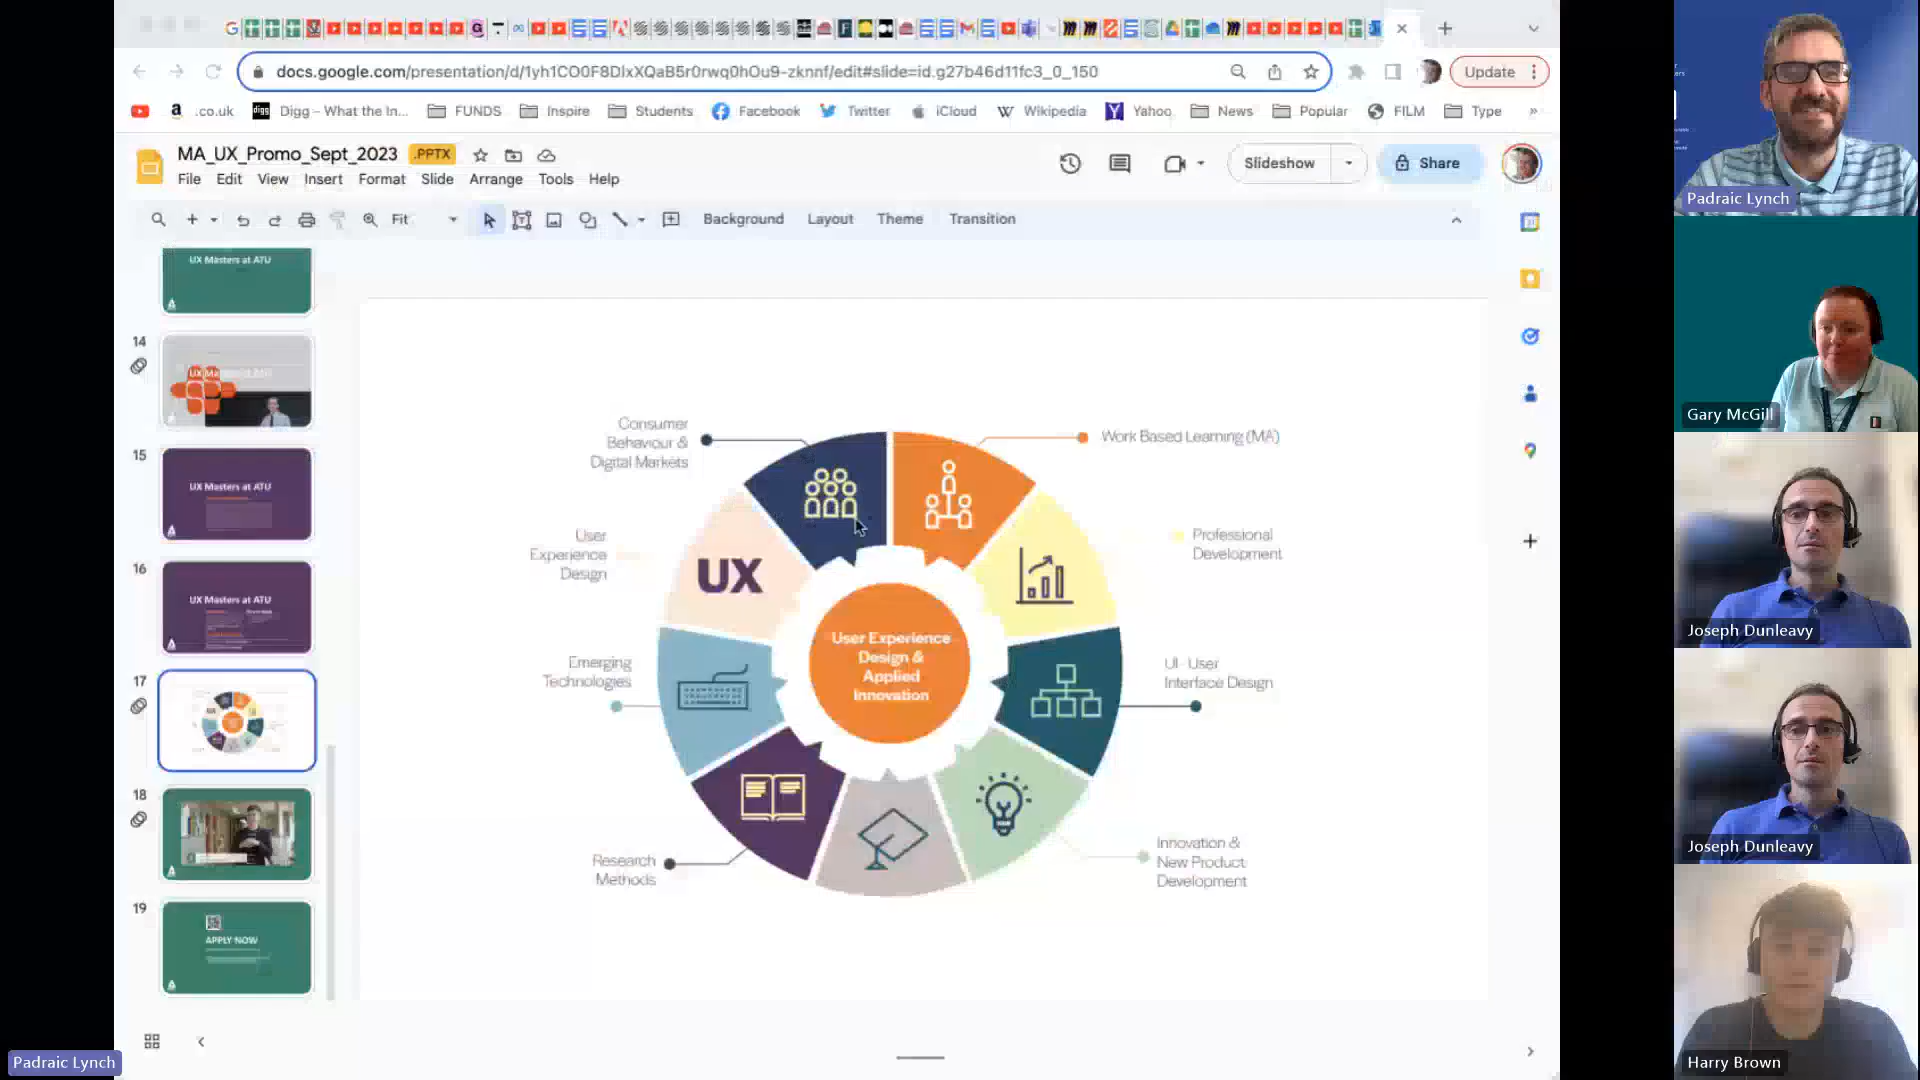 docs.google.com/presentation/d/1yh1CO0F8DIxXQaB5r0rwq0hOu9-zknnf/edit#slide=id.g27b46d11fc3_0_150
Update
.co.uk
digg
Digg – What the In...
FUNDS
Inspire
Students
Facebook
Twitter
iCloud
Wikipedia
Yahoo
News
Popular
FILM
Type
»
MA_UX_Promo_Sept_2023
.PPTX
File Edit View Insert Format Slide Arrange Tools Help
Slideshow
Share
Fit
Background
Layout
Theme
Transition
UX Masters at ATU
14
15
UX Masters at ATU
16
UX Masters at ATU
17
18
19
APPLY NOW
Consumer
Behaviour &
Digital Markets
Work Based Learning (MA)
User
Experience
Design
UX
Professional
Development
User Experience
Design &
Applied
Innovation
Emerging
Technologies
UI - User
Interface Design
Research
Methods
Innovation &
New Product
Development
Padraic Lynch
Gary McGill
Joseph Dunleavy
Joseph Dunleavy
Harry Brown
Padraic Lynch